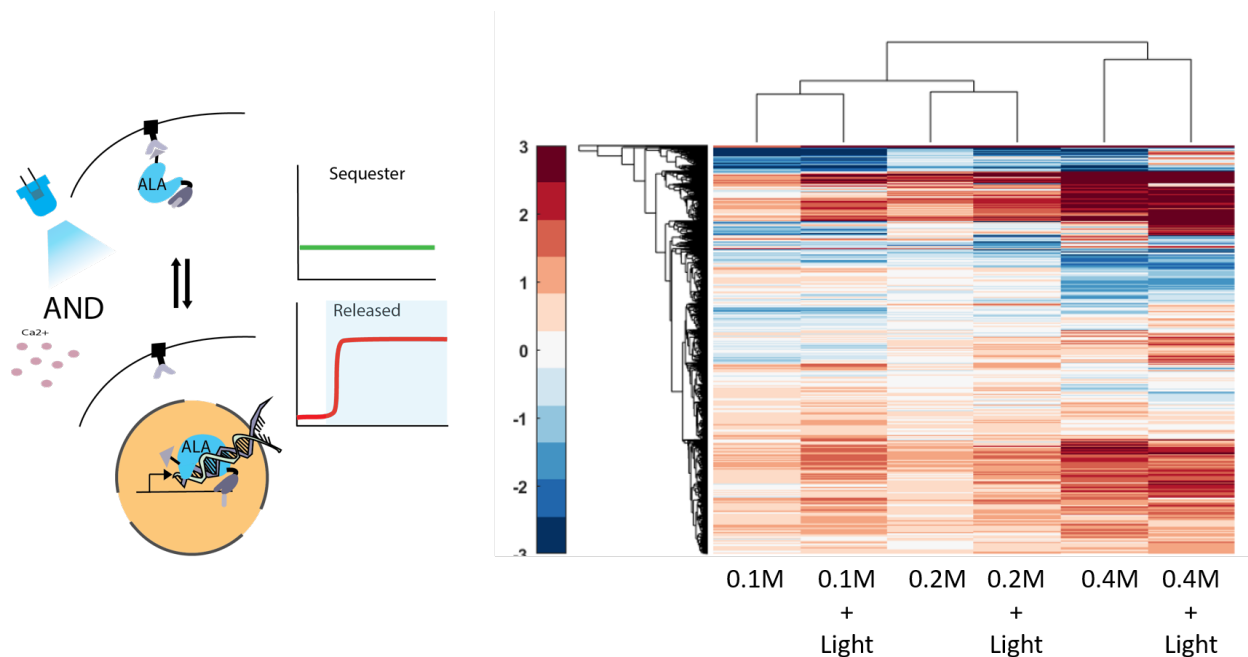 ALA
Sequester
AND
Ca2+
Released
ALA
3
2
1
0
-1
-2
-3
0.1M
0.1M
+
Light
0.2M
0.2M
+
Light
0.4M
0.4M
+
Light